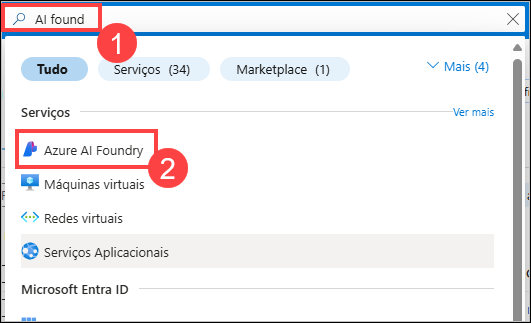 AI found
1
Tudo Serviços (34) Marketplace (1) Mais (4)
Serviços Ver mais
Azure AI Foundry
2
Máquinas virtuais
Redes virtuais
Serviços Aplicacionais
Microsoft Entra ID